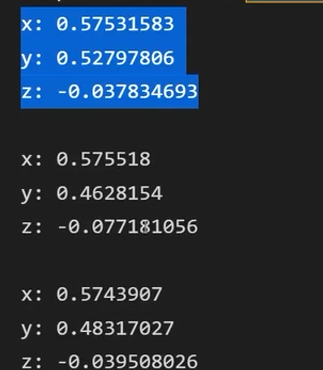 x: 0.57531583
y: 0.52797806
z: -0.037834693
x: 0.575518
y: 0.4628154
z: -0.077181056
x: 0.5743907
y: 0.48317027
z: -0.039508026